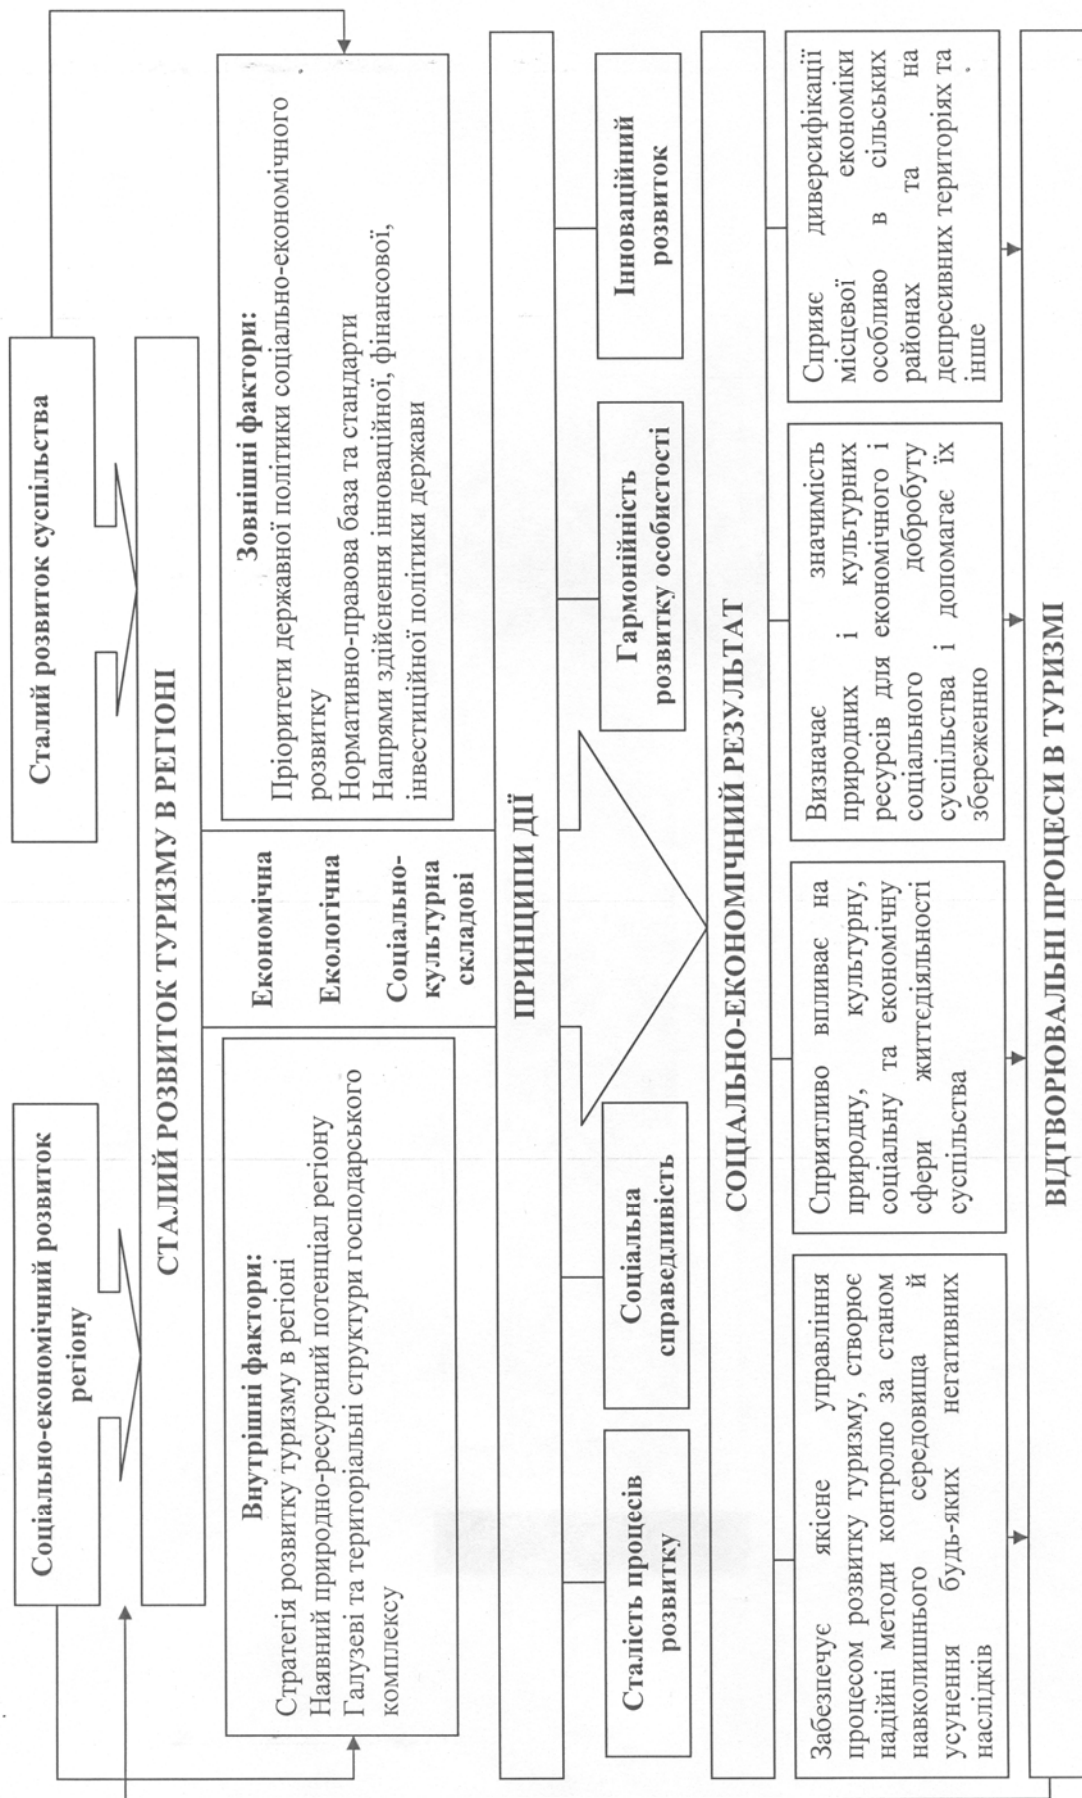 Соціально-економічний розвиток
регіону
Сталий розвиток суспільства
СТАЛИЙ РОЗВИТОК ТУРИЗМУ В РЕГІОНІ
Внутрішні фактори:
Стратегія розвитку туризму в регіоні
Наявний природно-ресурсний потенціал регіону
Галузеві та територіальні структури господарського
комплексу
Економічна
Екологічна
Соціально-
культурна
складові
Зовнішні фактори:
Пріоритети державної політики соціально-економічного
розвитку
Нормативно-правова база та стандарти
Напрями здійснення інноваційної, фінансової,
інвестиційної політики держави
ПРИНЦИПИ ДІЇ
Сталість процесів
розвитку
Соціальна
справедливість
Гармонійність
розвитку особистості
Інноваційний
розвиток
СОЦІАЛЬНО-ЕКОНОМІЧНИЙ РЕЗУЛЬТАТ
Забезпечує якісне управління
процесом розвитку туризму, створює
надійні методи контролю за станом
навколишнього середовища й
усунення будь-яких негативних
наслідків
Сприятливо впливає на
природну, культурну,
соціальну та економічну
сфери життєдіяльності
суспільства
Визначає значимість
природних і культурних
ресурсів для економічного і
соціального добробуту
суспільства і допомагає їх
збереженню
Сприяє диверсифікації
місцевої економіки
особливо в сільських
районах та на
депресивних територіях та
інше
ВІДТВОРЮВАЛЬНІ ПРОЦЕСИ В ТУРИЗМІ